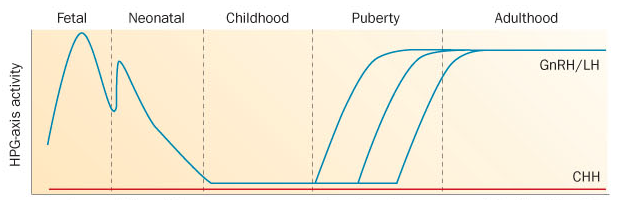 Fetal Neonatal Childhood Puberty Adulthood
HPG-axis activity
GnRH/LH
CHH